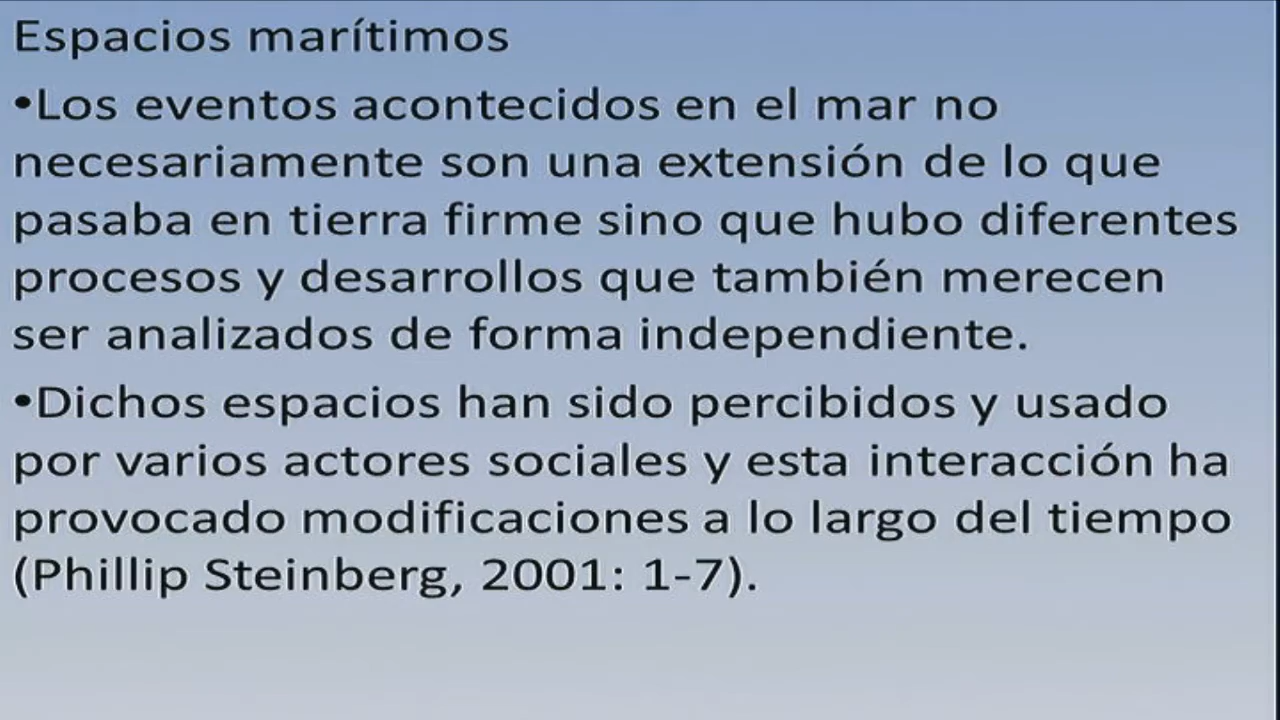 Espacios marítimos
•Los eventos acontecidos en el mar no
necesariamente son una extensión de lo que
pasaba en tierra firme sino que hubo diferentes
procesos y desarrollos que también merecen
ser analizados de forma independiente.
•Dichos espacios han sido percibidos y usado
por varios actores sociales y esta interacción ha
provocado modificaciones a lo largo del tiempo
(Phillip Steinberg, 2001: 1-7).